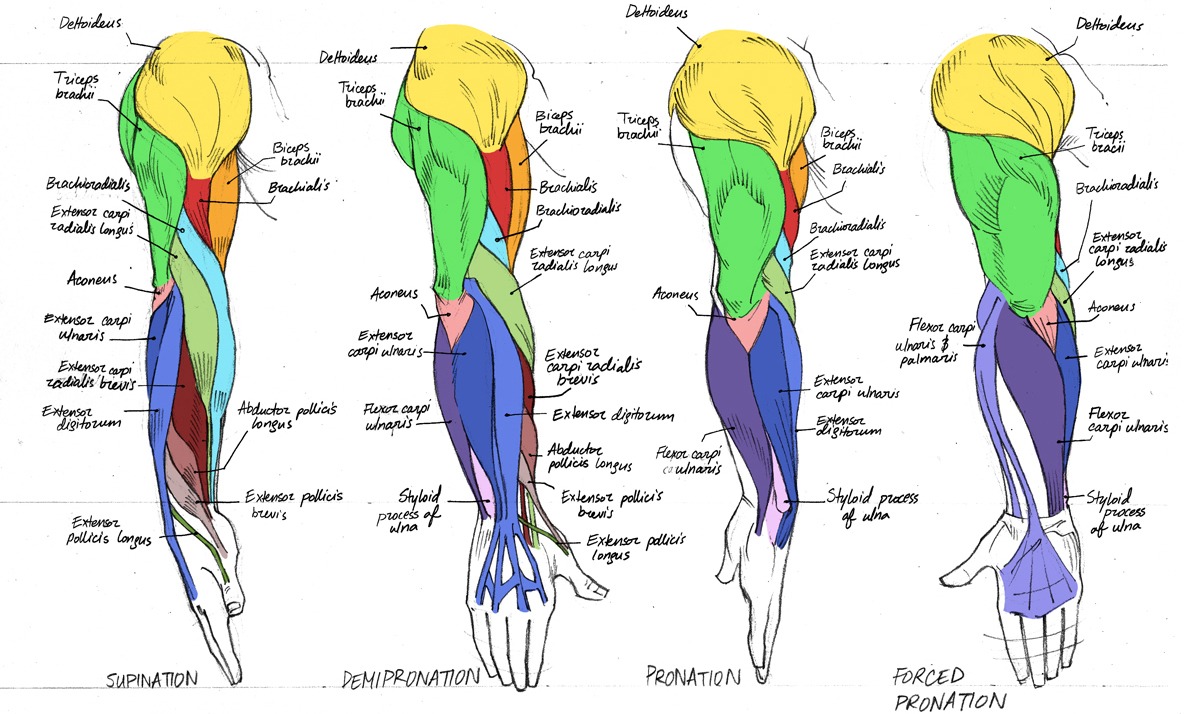 Deltoideus
Triceps
brachii
Biceps
brachii
Brachialis
Brachioradialis
Extensor carpi
radialis longus
Aconeus
Extensor carpi
ulnaris
Extensor carpi
radialis brevis
Extensor
digitorum
Abductor pollicis
longus
Extensor pollicis
brevis
Extensor
pollicis longus
SUPINATION
Deltoideus
Triceps
brachii
Biceps
brachii
Brachialis
Brachioradialis
Extensor carpi
radialis longus
Aconeus
Extensor
carpi ulnaris
Extensor
carpi radialis
brevis
Flexor carpi
ulnaris
Extensor digitorum
Abductor
pollicis longus
Styloid
process of
ulna
Extensor pollicis
brevis
Extensor pollicis
longus
DEMIPRONATION
Deltoideus
Triceps
brachii
Biceps
brachii
Brachialis
Brachioradialis
Extensor carpi
radialis longus
Aconeus
Extensor
carpi ulnaris
Extensor
digitorum
Flexor carpi
ulnaris
Styloid process
of ulna
PRONATION
Deltoideus
Triceps
bracii
Brachioradialis
Extensor carpi
radialis
longus
Aconeus
Flexor carpi
ulnaris &
palmaris
Extensor
carpi ulnaris
Flexor
carpi ulnaris
Styloid
process
of ulna
FORCED
PRONATION